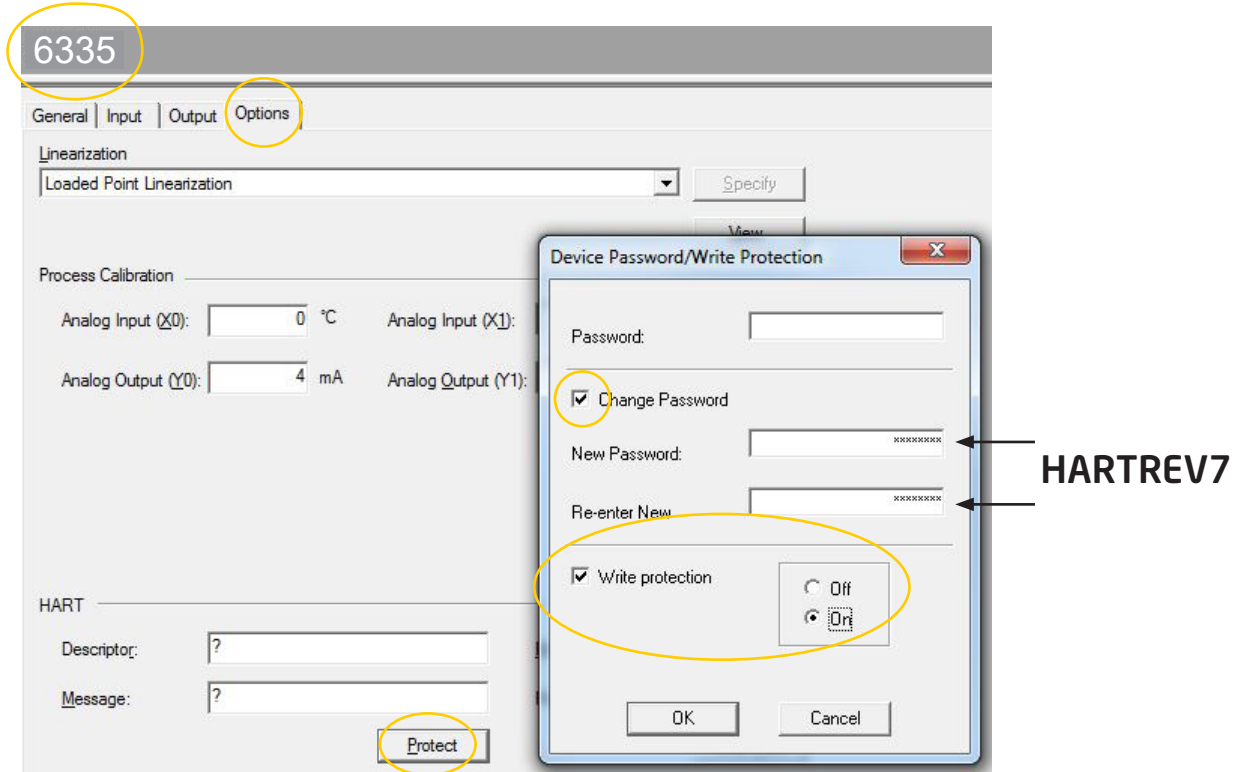 6335
General Input Output Options
Linearization
Loaded Point Linearization Specify
View
Process Calibration
Analog Input (X0): 0 °C Analog Input (X1):
Analog Output (Y0): 4 mA Analog Output (Y1):
HART
Descriptor: ?
Message: ?
Protect
Device Password/Write Protection
Password:
Change Password
New Password: ********
Re-enter New ********
Write protection
Off
On
OK Cancel
HARTREV7